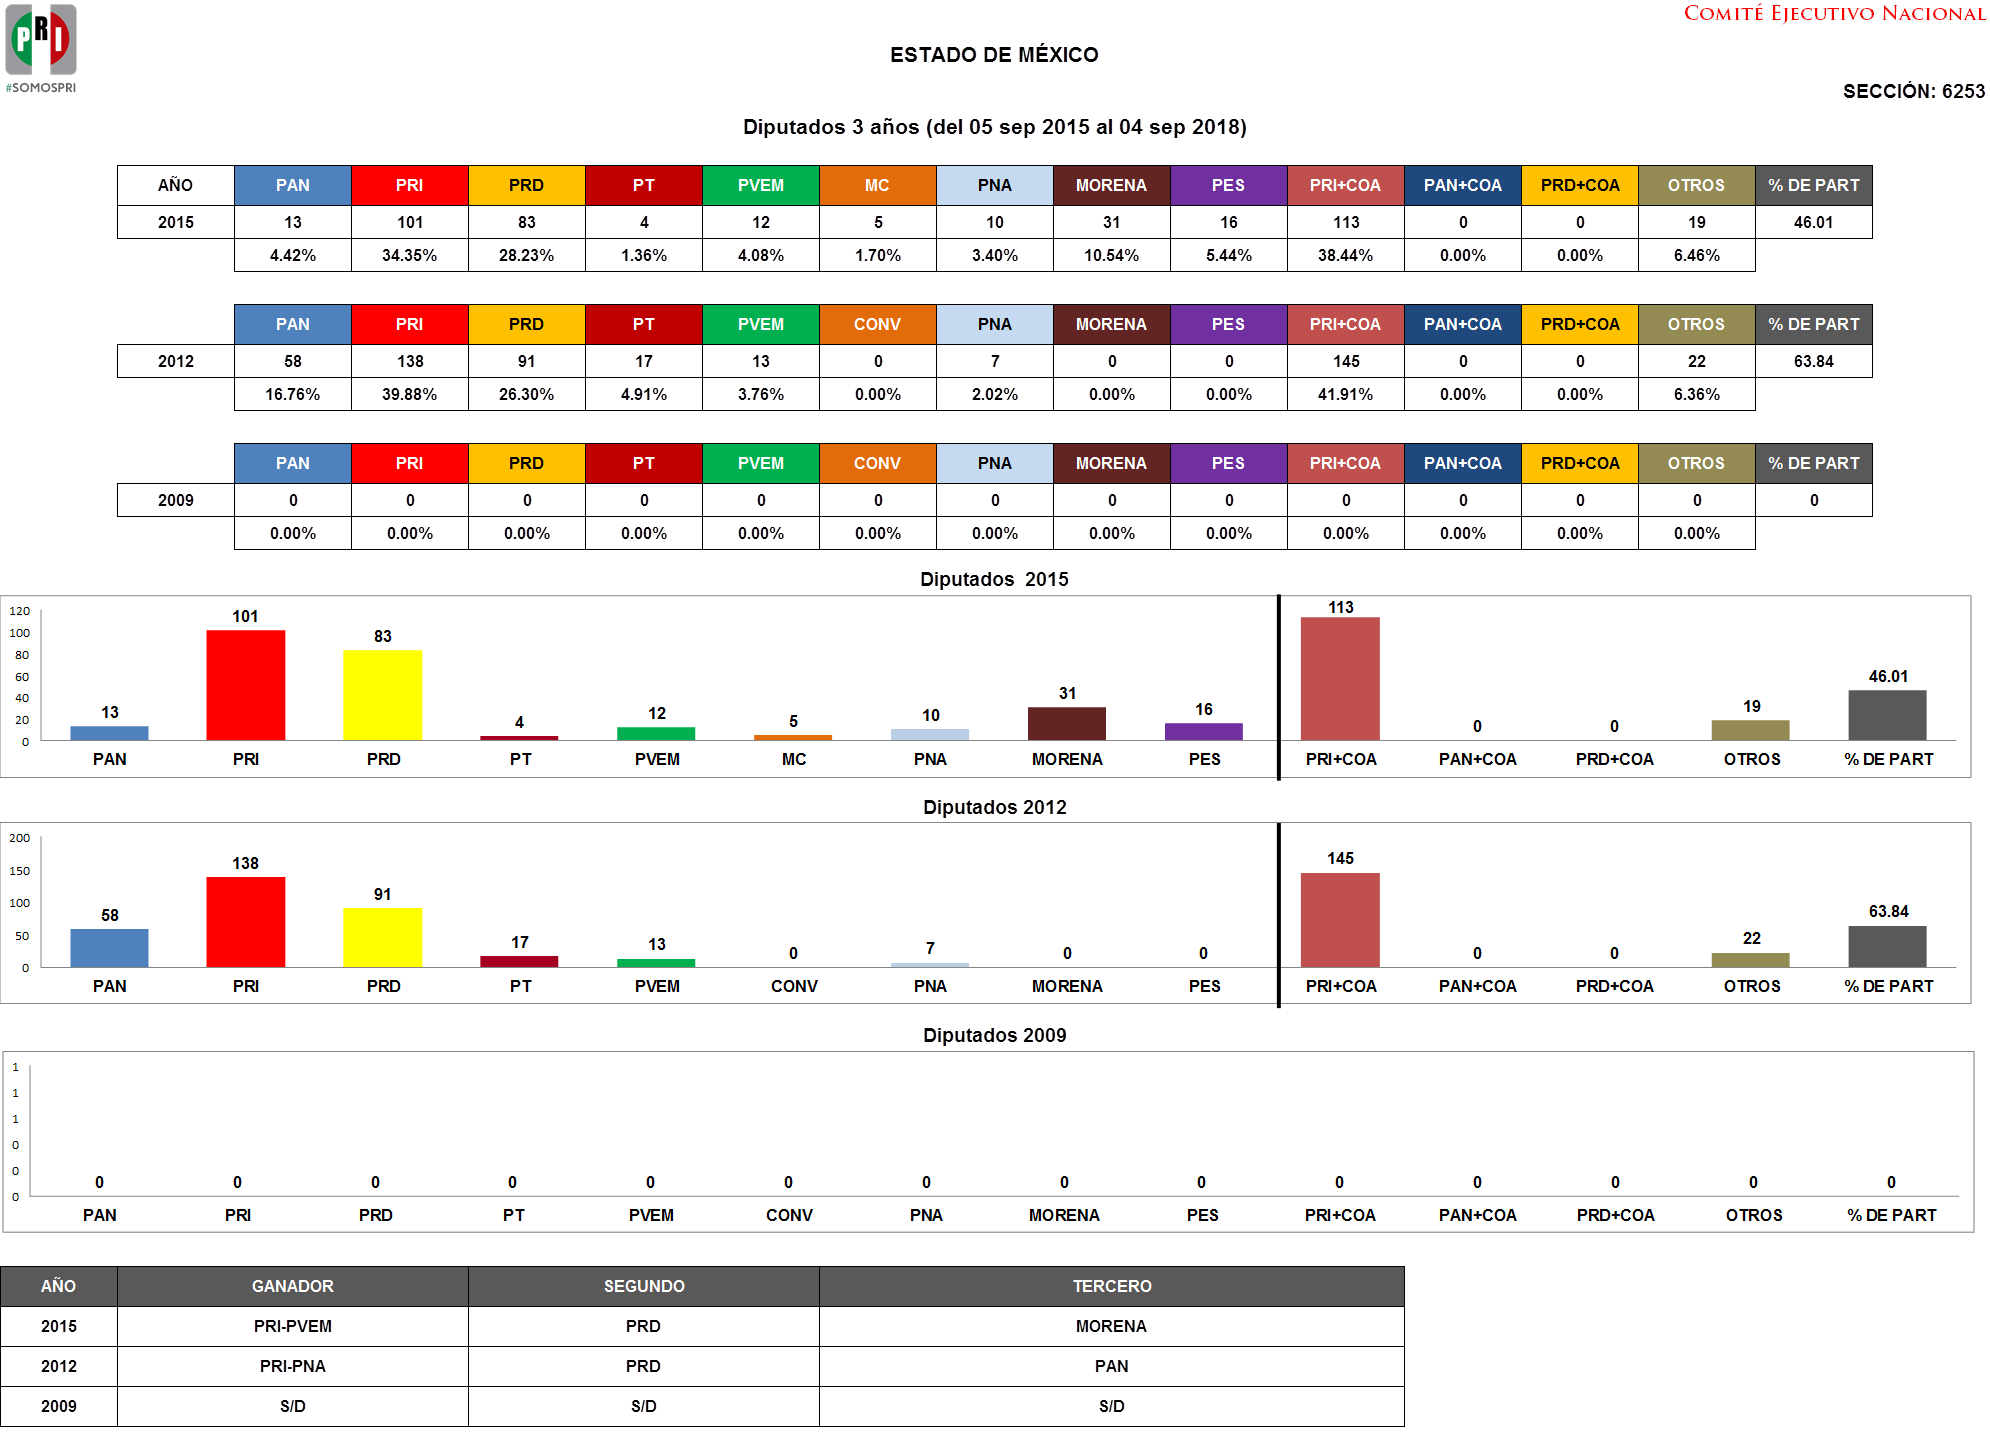 PRI
#SOMOSPRI
COMITÉ EJECUTIVO NACIONAL
ESTADO DE MÉXICO
SECCIÓN: 6253
Diputados 3 años (del 05 sep 2015 al 04 sep 2018)
AÑO PAN PRI PRD PT PVEM MC PNA MORENA PES PRI+COA PAN+COA PRD+COA OTROS % DE PART
2015 13 101 83 4 12 5 10 31 16 113 0 0 19 46.01
4.42% 34.35% 28.23% 1.36% 4.08% 1.70% 3.40% 10.54% 5.44% 38.44% 0.00% 0.00% 6.46%
PAN PRI PRD PT PVEM CONV PNA MORENA PES PRI+COA PAN+COA PRD+COA OTROS % DE PART
2012 58 138 91 17 13 0 7 0 0 145 0 0 22 63.84
16.76% 39.88% 26.30% 4.91% 3.76% 0.00% 2.02% 0.00% 0.00% 41.91% 0.00% 0.00% 6.36%
PAN PRI PRD PT PVEM CONV PNA MORENA PES PRI+COA PAN+COA PRD+COA OTROS % DE PART
2009 0 0 0 0 0 0 0 0 0 0 0 0 0 0
0.00% 0.00% 0.00% 0.00% 0.00% 0.00% 0.00% 0.00% 0.00% 0.00% 0.00% 0.00% 0.00%
Diputados 2015
120
100
80
60
40
20
0
13 101 83 4 12 5 10 31 16 113 0 0 19 46.01
PAN PRI PRD PT PVEM MC PNA MORENA PES PRI+COA PAN+COA PRD+COA OTROS % DE PART
Diputados 2012
200
150
100
50
0
58 138 91 17 13 0 7 0 0 145 0 0 22 63.84
PAN PRI PRD PT PVEM CONV PNA MORENA PES PRI+COA PAN+COA PRD+COA OTROS % DE PART
Diputados 2009
1
1
1
0
0
0
0 0 0 0 0 0 0 0 0 0 0 0 0 0
PAN PRI PRD PT PVEM CONV PNA MORENA PES PRI+COA PAN+COA PRD+COA OTROS % DE PART
AÑO GANADOR SEGUNDO TERCERO
2015 PRI-PVEM PRD MORENA
2012 PRI-PNA PRD PAN
2009 S/D S/D S/D